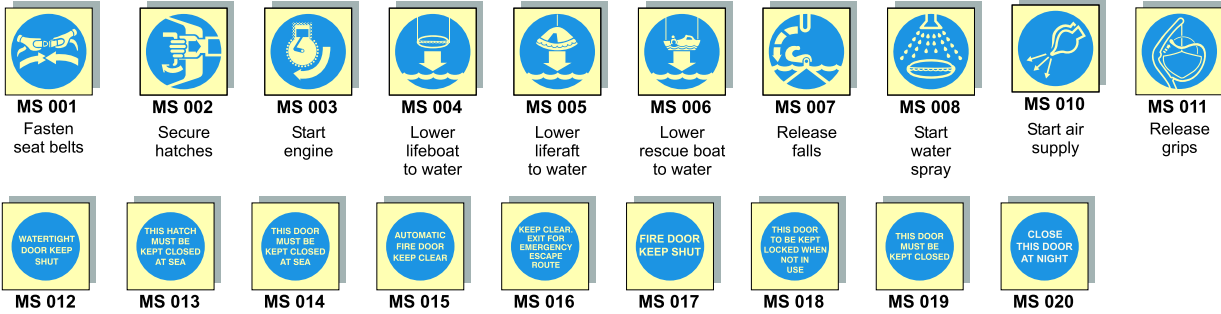 MS 001
Fasten
seat belts
MS 002
Secure
hatches
MS 003
Start
engine
MS 004
Lower
lifeboat
to water
MS 005
Lower
liferaft
to water
MS 006
Lower
rescue boat
to water
MS 007
Release
falls
MS 008
Start
water
spray
MS 010
Start air
supply
MS 011
Release
grips
WATERTIGHT
DOOR KEEP
SHUT
MS 012
THIS HATCH
MUST BE
KEPT CLOSED
AT SEA
MS 013
THIS DOOR
MUST BE
KEPT CLOSED
AT SEA
MS 014
AUTOMATIC
FIRE DOOR
KEEP CLEAR
MS 015
KEEP CLEAR.
EXIT FOR
EMERGENCY
ESCAPE
ROUTE
MS 016
FIRE DOOR
KEEP SHUT
MS 017
THIS DOOR
TO BE KEPT
LOCKED WHEN
NOT IN
USE
MS 018
THIS DOOR
MUST BE
KEPT CLOSED
MS 019
CLOSE
THIS DOOR
AT NIGHT
MS 020